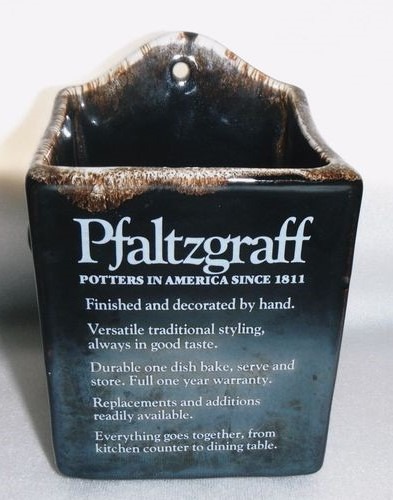 Pfaltzgraff
POTTERS IN AMERICA SINCE 1811
Finished and decorated by hand.
Versatile traditional styling,
always in good taste.
Durable one dish bake, serve and
store. Full one year warranty.
Replacements and additions
readily available.
Everything goes together, from
kitchen counter to dining table.